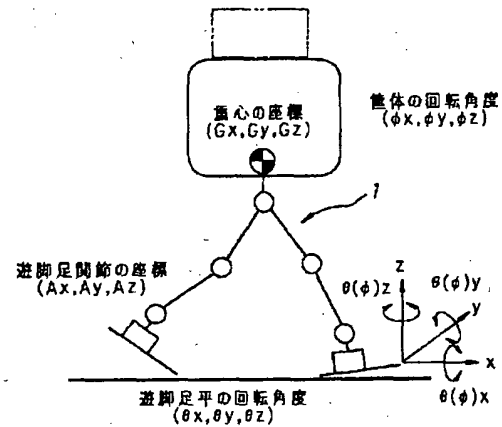 重心の座標
(Gx,Gy,Gz)
筐体の回転角度
(φx,φy,φz)
1
遊脚足関節の座標
(Ax,Ay,Az)
θ(φ)z
z
θ(φ)y
y
x
θ(φ)x
遊脚足平の回転角度
(θx,θy,θz)